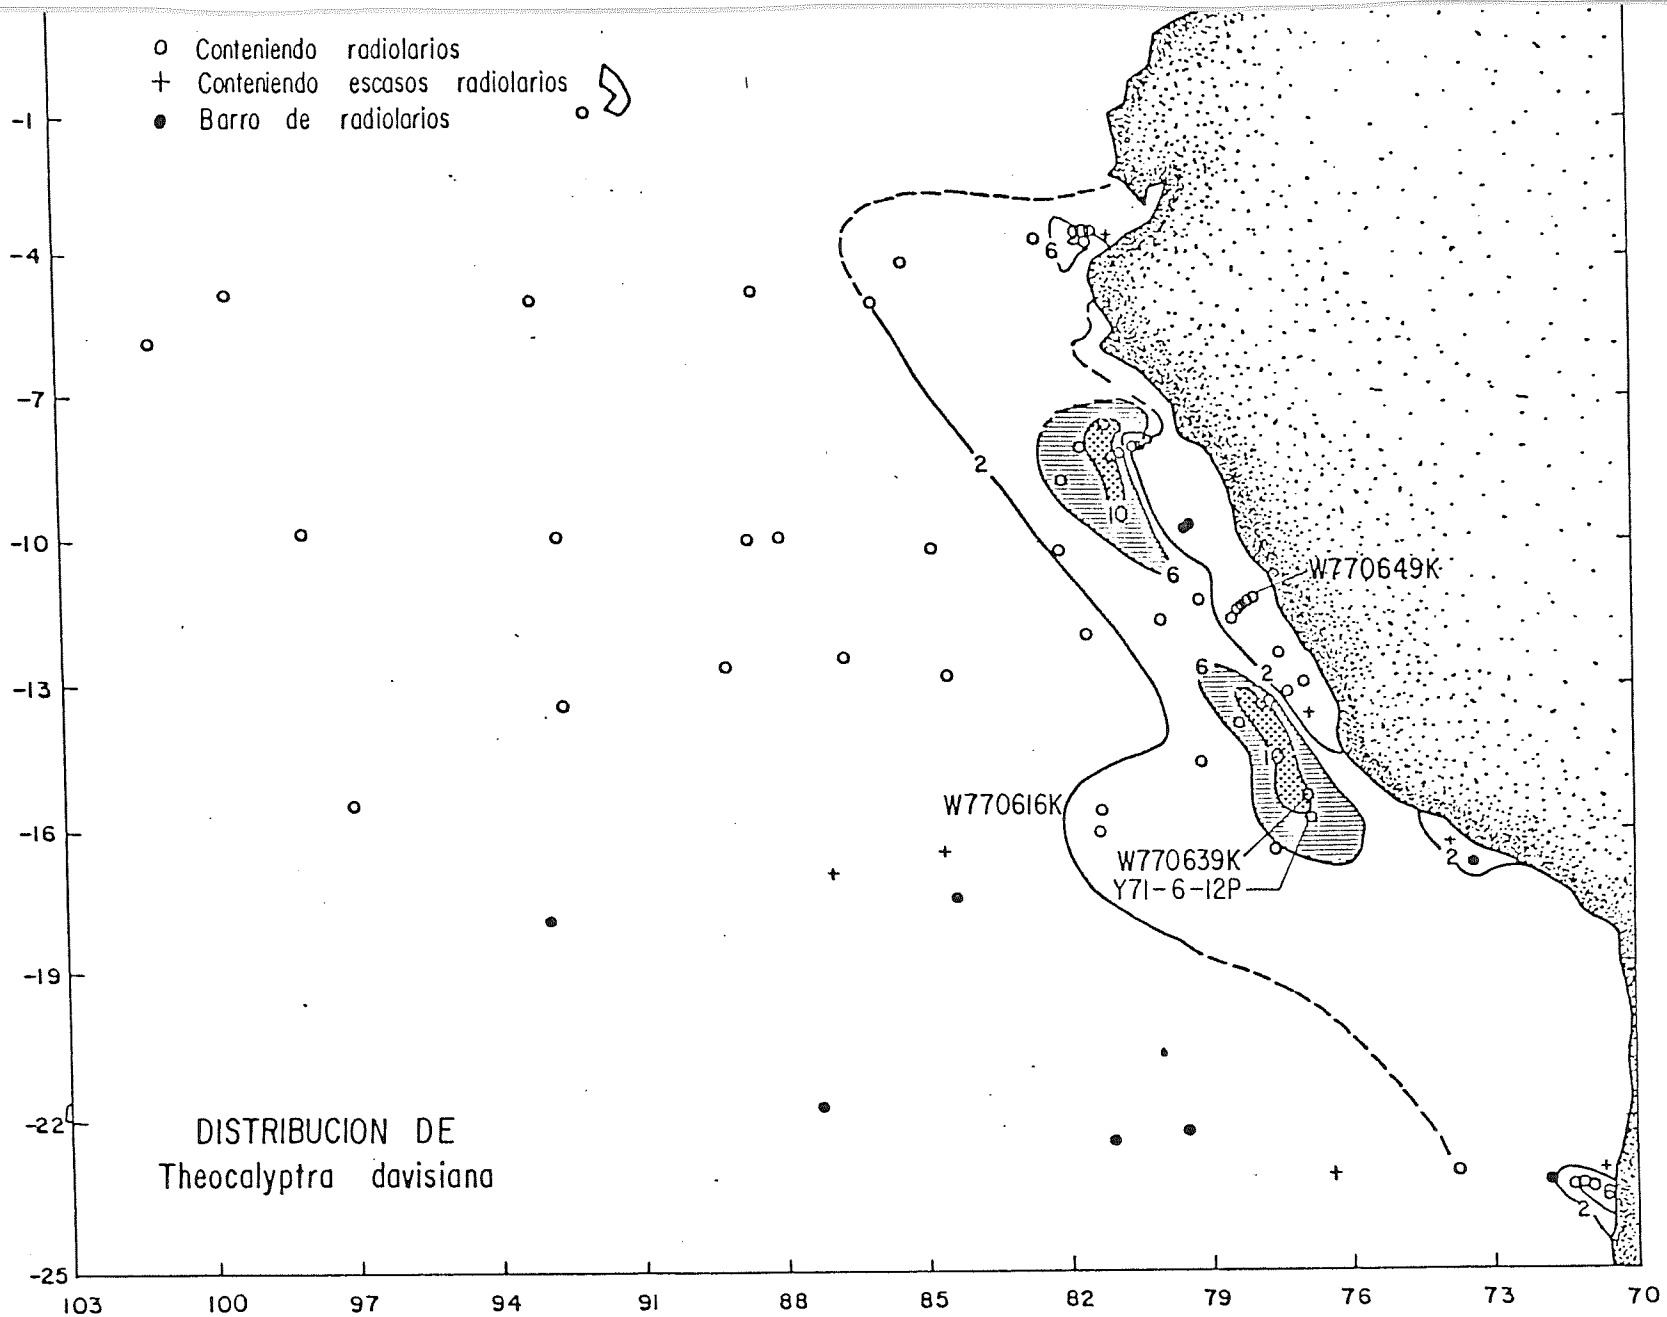 o Conteniendo radiolarios
+ Conteniendo escasos radiolarios
● Barro de radiolarios
-1
-4
-7
-10
-13
-16
-19
-22
-25
6
2
10
6
W770649K
6
2
10
W770616K
W770639K
Y71-6-12P
2
6
2
DISTRIBUCION DE
Theocalyptra davisiana
103 100 97 94 91 88 85 82 79 76 73 70